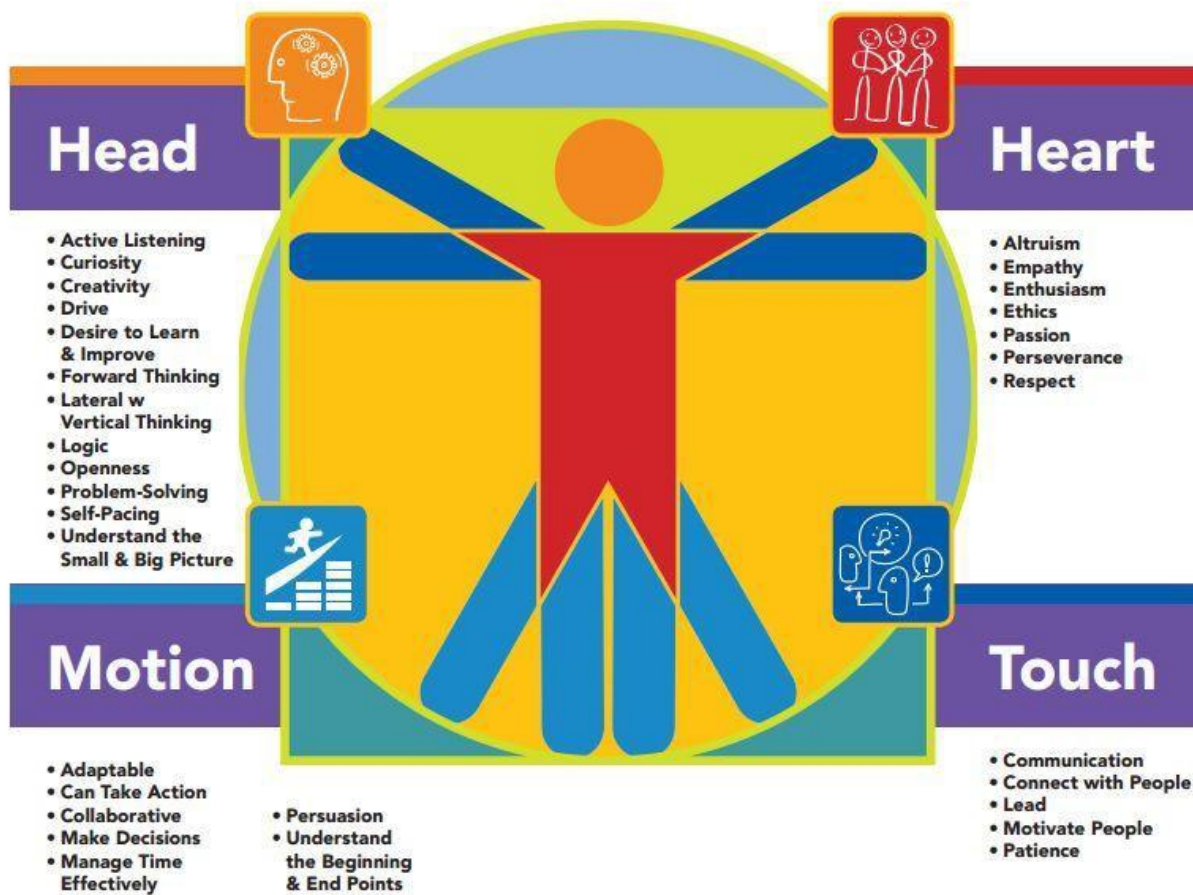 Head
• Active Listening
• Curiosity
• Creativity
• Drive
• Desire to Learn
& Improve
• Forward Thinking
• Lateral w
Vertical Thinking
• Logic
• Openness
• Problem-Solving
• Self-Pacing
• Understand the
Small & Big Picture
Heart
• Altruism
• Empathy
• Enthusiasm
• Ethics
• Passion
• Perseverance
• Respect
Motion
• Adaptable
• Can Take Action
• Collaborative
• Make Decisions
• Manage Time
Effectively
• Persuasion
• Understand
the Beginning
& End Points
Touch
• Communication
• Connect with People
• Lead
• Motivate People
• Patience